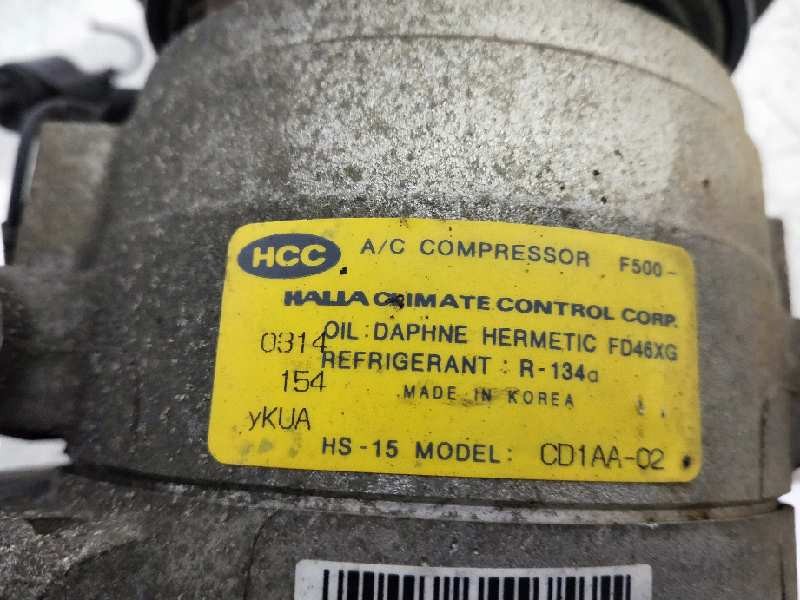 HCC A/C COMPRESSOR F500-
HALLA CLIMATE CONTROL CORP.
OIL : DAPHNE HERMETIC FD46XG
0314
REFRIGERANT : R-134a
154
MADE IN KOREA
yKUA
HS-15 MODEL: CD1AA-02